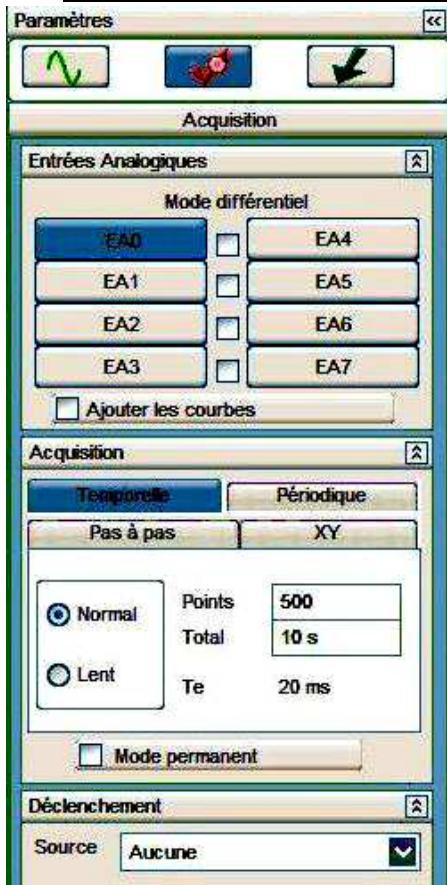 Paramètres
Acquisition
Entrées Analogiques
Mode différentiel
EA0 EA4
EA1 EA5
EA2 EA6
EA3 EA7
Ajouter les courbes
Acquisition
Temporelle Périodique
Pas à pas XY
Normal Points 500
Total 10 s
Lent Te 20 ms
Mode permanent
Déclenchement
Source Aucune